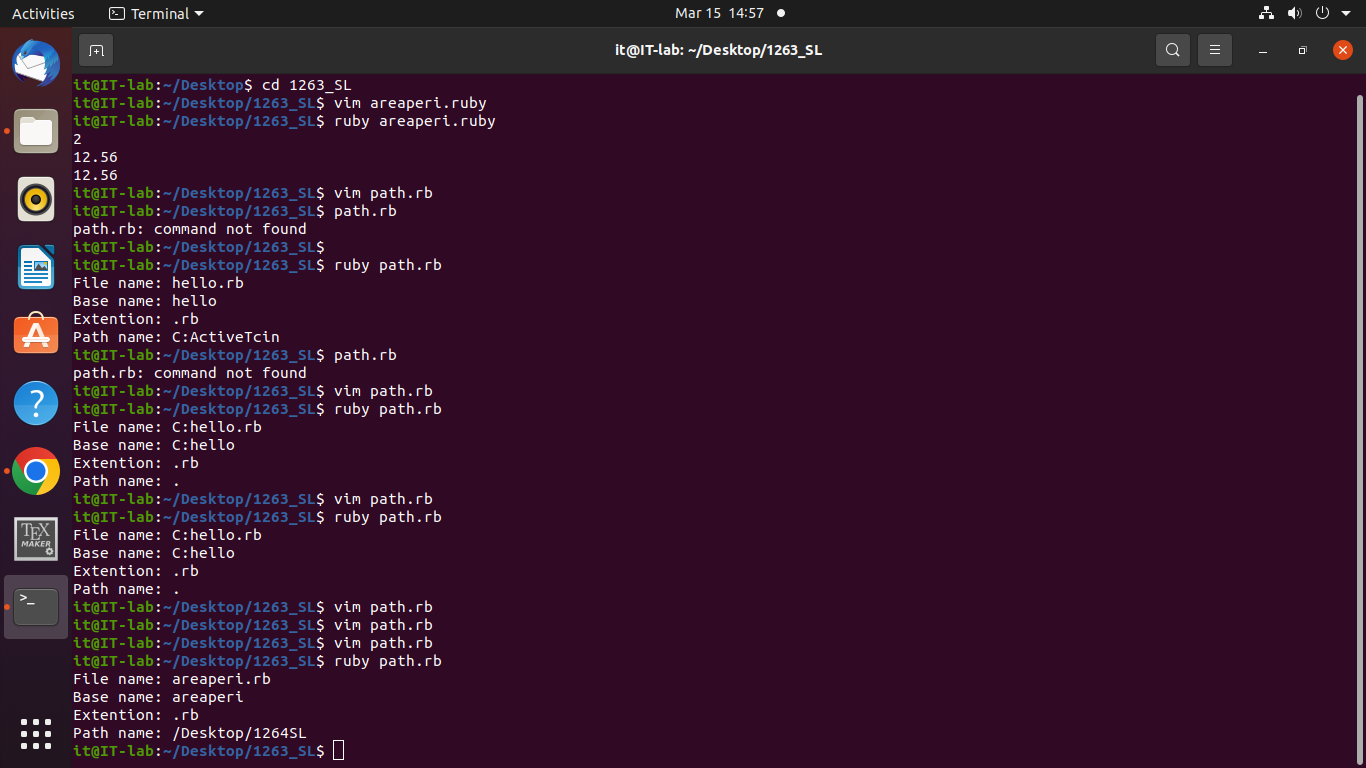 Activities
Terminal
Mar 15 14:57
it@IT-lab: ~/Desktop/1263_SL
it@IT-lab:~/Desktop$ cd 1263_SL
it@IT-lab:~/Desktop/1263_SL$ vim areaperi.ruby
it@IT-lab:~/Desktop/1263_SL$ ruby areaperi.ruby
2
12.56
12.56
it@IT-lab:~/Desktop/1263_SL$ vim path.rb
it@IT-lab:~/Desktop/1263_SL$ path.rb
path.rb: command not found
it@IT-lab:~/Desktop/1263_SL$
it@IT-lab:~/Desktop/1263_SL$ ruby path.rb
File name: hello.rb
Base name: hello
Extention: .rb
Path name: C:ActiveTcin
it@IT-lab:~/Desktop/1263_SL$ path.rb
path.rb: command not found
it@IT-lab:~/Desktop/1263_SL$ vim path.rb
it@IT-lab:~/Desktop/1263_SL$ ruby path.rb
File name: C:hello.rb
Base name: C:hello
Extention: .rb
Path name: .
it@IT-lab:~/Desktop/1263_SL$ vim path.rb
it@IT-lab:~/Desktop/1263_SL$ ruby path.rb
File name: C:hello.rb
Base name: C:hello
Extention: .rb
Path name: .
it@IT-lab:~/Desktop/1263_SL$ vim path.rb
it@IT-lab:~/Desktop/1263_SL$ vim path.rb
it@IT-lab:~/Desktop/1263_SL$ vim path.rb
it@IT-lab:~/Desktop/1263_SL$ ruby path.rb
File name: areaperi.rb
Base name: areaperi
Extention: .rb
Path name: /Desktop/1264SL
it@IT-lab:~/Desktop/1263_SL$
TEX
MAKER